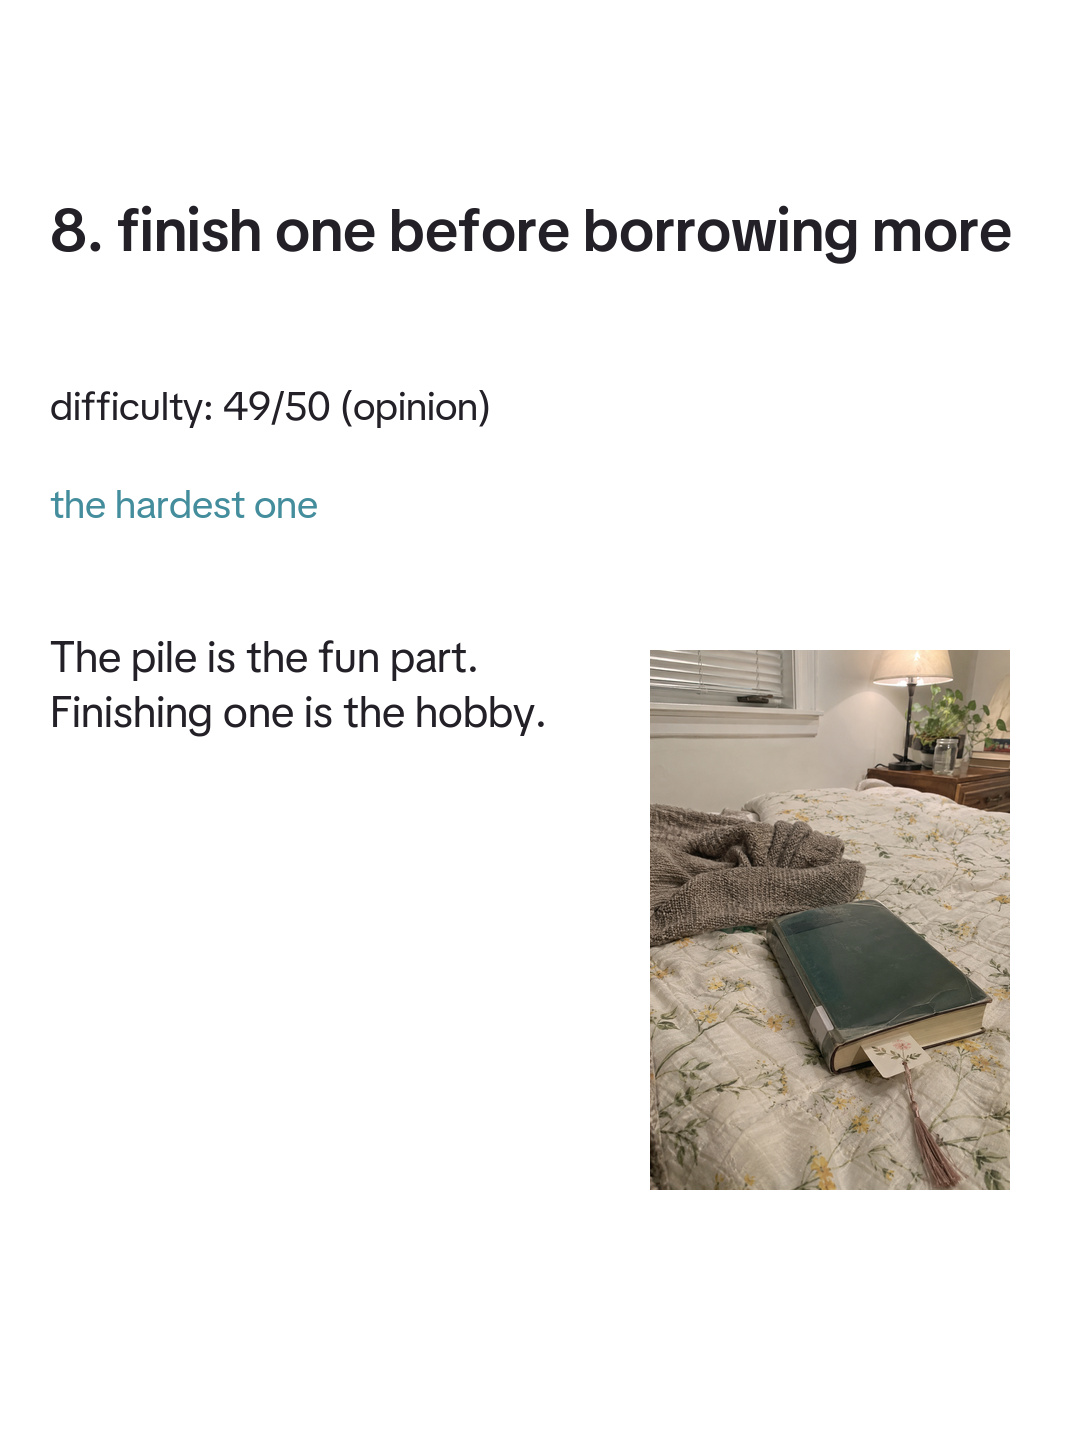 8. finish one before borrowing more
difficulty: 49/50 (opinion)
the hardest one
The pile is the fun part.
Finishing one is the hobby.